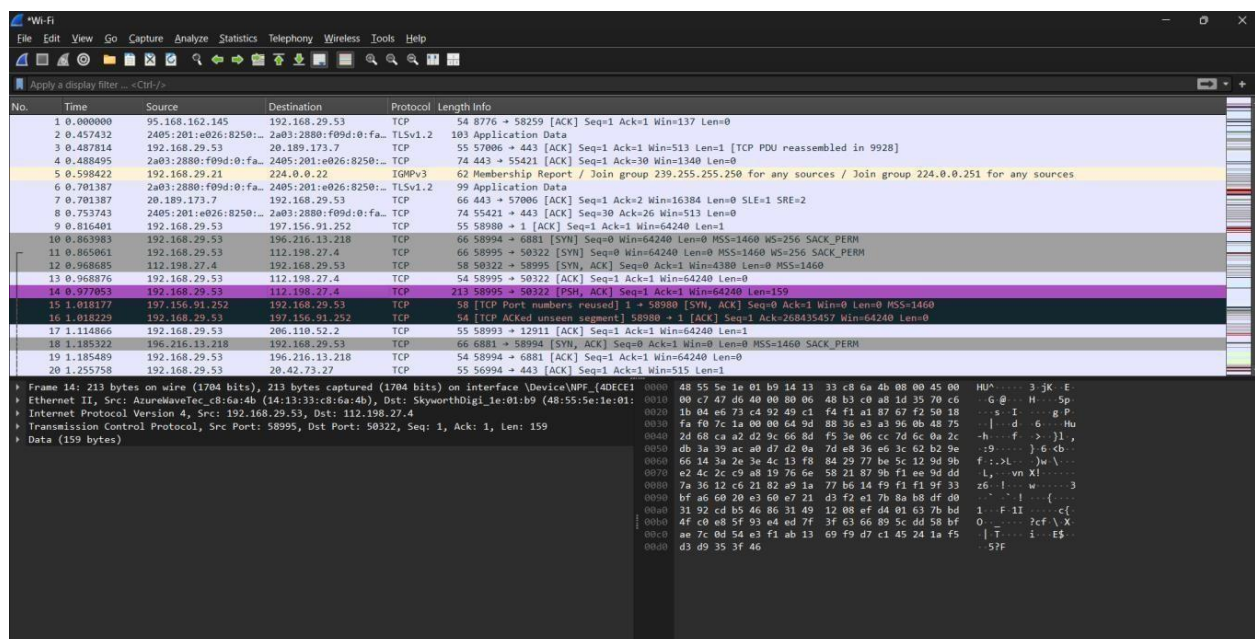 *Wi-Fi
File Edit View Go Capture Analyze Statistics Telephony Wireless Tools Help
Apply a display filter ... <Ctrl-/>
No. Time Source Destination Protocol Length Info
1 0.000000 95.168.162.145 192.168.29.53 TCP 54 8776 → 58259 [ACK] Seq=1 Ack=1 Win=137 Len=0
2 0.457432 2405:201:e026:8250:… 2a03:2880:f09d:0:fa… TLSv1.2 103 Application Data
3 0.487814 192.168.29.53 20.189.173.7 TCP 55 57006 → 443 [ACK] Seq=1 Ack=1 Win=513 Len=1 [TCP PDU reassembled in 9928]
4 0.488495 2a03:2880:f09d:0:fa… 2405:201:e026:8250:… TCP 74 443 → 55421 [ACK] Seq=1 Ack=30 Win=1340 Len=0
5 0.598422 192.168.29.21 224.0.0.22 IGMPv3 62 Membership Report / Join group 239.255.255.250 for any sources / Join group 224.0.0.251 for any sources
6 0.701387 2a03:2880:f09d:0:fa… 2405:201:e026:8250:… TLSv1.2 99 Application Data
7 0.701387 20.189.173.7 192.168.29.53 TCP 66 443 → 57006 [ACK] Seq=1 Ack=2 Win=16384 Len=0 SLE=1 SRE=2
8 0.753743 2405:201:e026:8250:… 2a03:2880:f09d:0:fa… TCP 74 55421 → 443 [ACK] Seq=30 Ack=26 Win=513 Len=0
9 0.816401 192.168.29.53 197.156.91.252 TCP 55 58980 → 1 [ACK] Seq=1 Ack=1 Win=64240 Len=1
10 0.863983 192.168.29.53 196.216.13.218 TCP 66 58994 → 6881 [SYN] Seq=0 Win=64240 Len=0 MSS=1460 WS=256 SACK_PERM
11 0.865061 192.168.29.53 112.198.27.4 TCP 66 58995 → 50322 [SYN] Seq=0 Win=64240 Len=0 MSS=1460 WS=256 SACK_PERM
12 0.968685 112.198.27.4 192.168.29.53 TCP 58 50322 → 58995 [SYN, ACK] Seq=0 Ack=1 Win=4380 Len=0 MSS=1460
13 0.968876 192.168.29.53 112.198.27.4 TCP 54 58995 → 50322 [ACK] Seq=1 Ack=1 Win=64240 Len=0
14 0.977053 192.168.29.53 112.198.27.4 TCP 213 58995 → 50322 [PSH, ACK] Seq=1 Ack=1 Win=64240 Len=159
15 1.018177 197.156.91.252 192.168.29.53 TCP 58 [TCP Port numbers reused] 1 → 58980 [SYN, ACK] Seq=0 Ack=1 Win=0 Len=0 MSS=1460
16 1.018229 192.168.29.53 197.156.91.252 TCP 54 [TCP ACKed unseen segment] 58980 → 1 [ACK] Seq=1 Ack=268435457 Win=64240 Len=0
17 1.114866 192.168.29.53 206.110.52.2 TCP 55 58993 → 12911 [ACK] Seq=1 Ack=1 Win=64240 Len=1
18 1.185322 196.216.13.218 192.168.29.53 TCP 66 6881 → 58994 [SYN, ACK] Seq=0 Ack=1 Win=0 Len=0 MSS=1460 SACK_PERM
19 1.185489 192.168.29.53 196.216.13.218 TCP 54 58994 → 6881 [ACK] Seq=1 Ack=1 Win=64240 Len=0
20 1.255758 192.168.29.53 20.42.73.27 TCP 55 56994 → 443 [ACK] Seq=1 Ack=1 Win=515 Len=1
Frame 14: 213 bytes on wire (1704 bits), 213 bytes captured (1704 bits) on interface \Device\NPF_{4DECE1
Ethernet II, Src: AzureWaveTec_c8:6a:4b (14:13:33:c8:6a:4b), Dst: SkyworthDigi_1e:01:b9 (48:55:5e:1e:01:
Internet Protocol Version 4, Src: 192.168.29.53, Dst: 112.198.27.4
Transmission Control Protocol, Src Port: 58995, Dst Port: 50322, Seq: 1, Ack: 1, Len: 159
Data (159 bytes)
0000 48 55 5e 1e 01 b9 14 13 33 c8 6a 4b 08 00 45 00 HU^····· 3·jK··E·
0010 00 c7 47 d6 40 00 80 06 48 b3 c0 a8 1d 35 70 c6 ··G·@··· H····5p·
0020 1b 04 e6 73 c4 92 49 c1 f4 f1 a1 87 67 f2 50 18 ···s··I· ····g·P·
0030 fa f0 7c 1a 00 00 64 9d 88 36 e3 a3 96 0b 48 75 ··|···d· ·6····Hu
0040 2d 68 ca a2 d2 9c 66 8d f5 3e 06 cc 7d 6c 0a 2c -h····f· ·>··}l·,
0050 db 3a 39 ac a0 d7 d2 0a 7d e8 36 e6 3c 62 b2 9e ·:9····· }·6·<b··
0060 66 14 3a 2e 3e 4c 13 f8 84 29 77 be 5c 12 9d 9b f·:.>L·· ·)w·\···
0070 e2 4c 2c c9 a8 19 76 6e 58 21 87 9b f1 ee 9d dd ·L,···vn X!······
0080 7a 36 12 c6 21 82 a9 1a 77 b6 14 f9 f1 f1 9f 33 z6··!··· w······3
0090 bf a6 60 20 e3 60 e7 21 d3 f2 e1 7b 8a b8 df d0 ··` ·`·! ···{····
00a0 31 92 cd b5 46 86 31 49 12 08 ef d4 01 63 7b bd 1···F·1I ·····c{·
00b0 4f c0 e8 5f 93 e4 ed 7f 3f 63 66 89 5c dd 58 bf O··_···· ?cf·\·X·
00c0 ae 7c 0d 54 e3 f1 ab 13 69 f9 d7 c1 45 24 1a f5 ·|·T···· i···E$··
00d0 d3 d9 35 3f 46 ··5?F